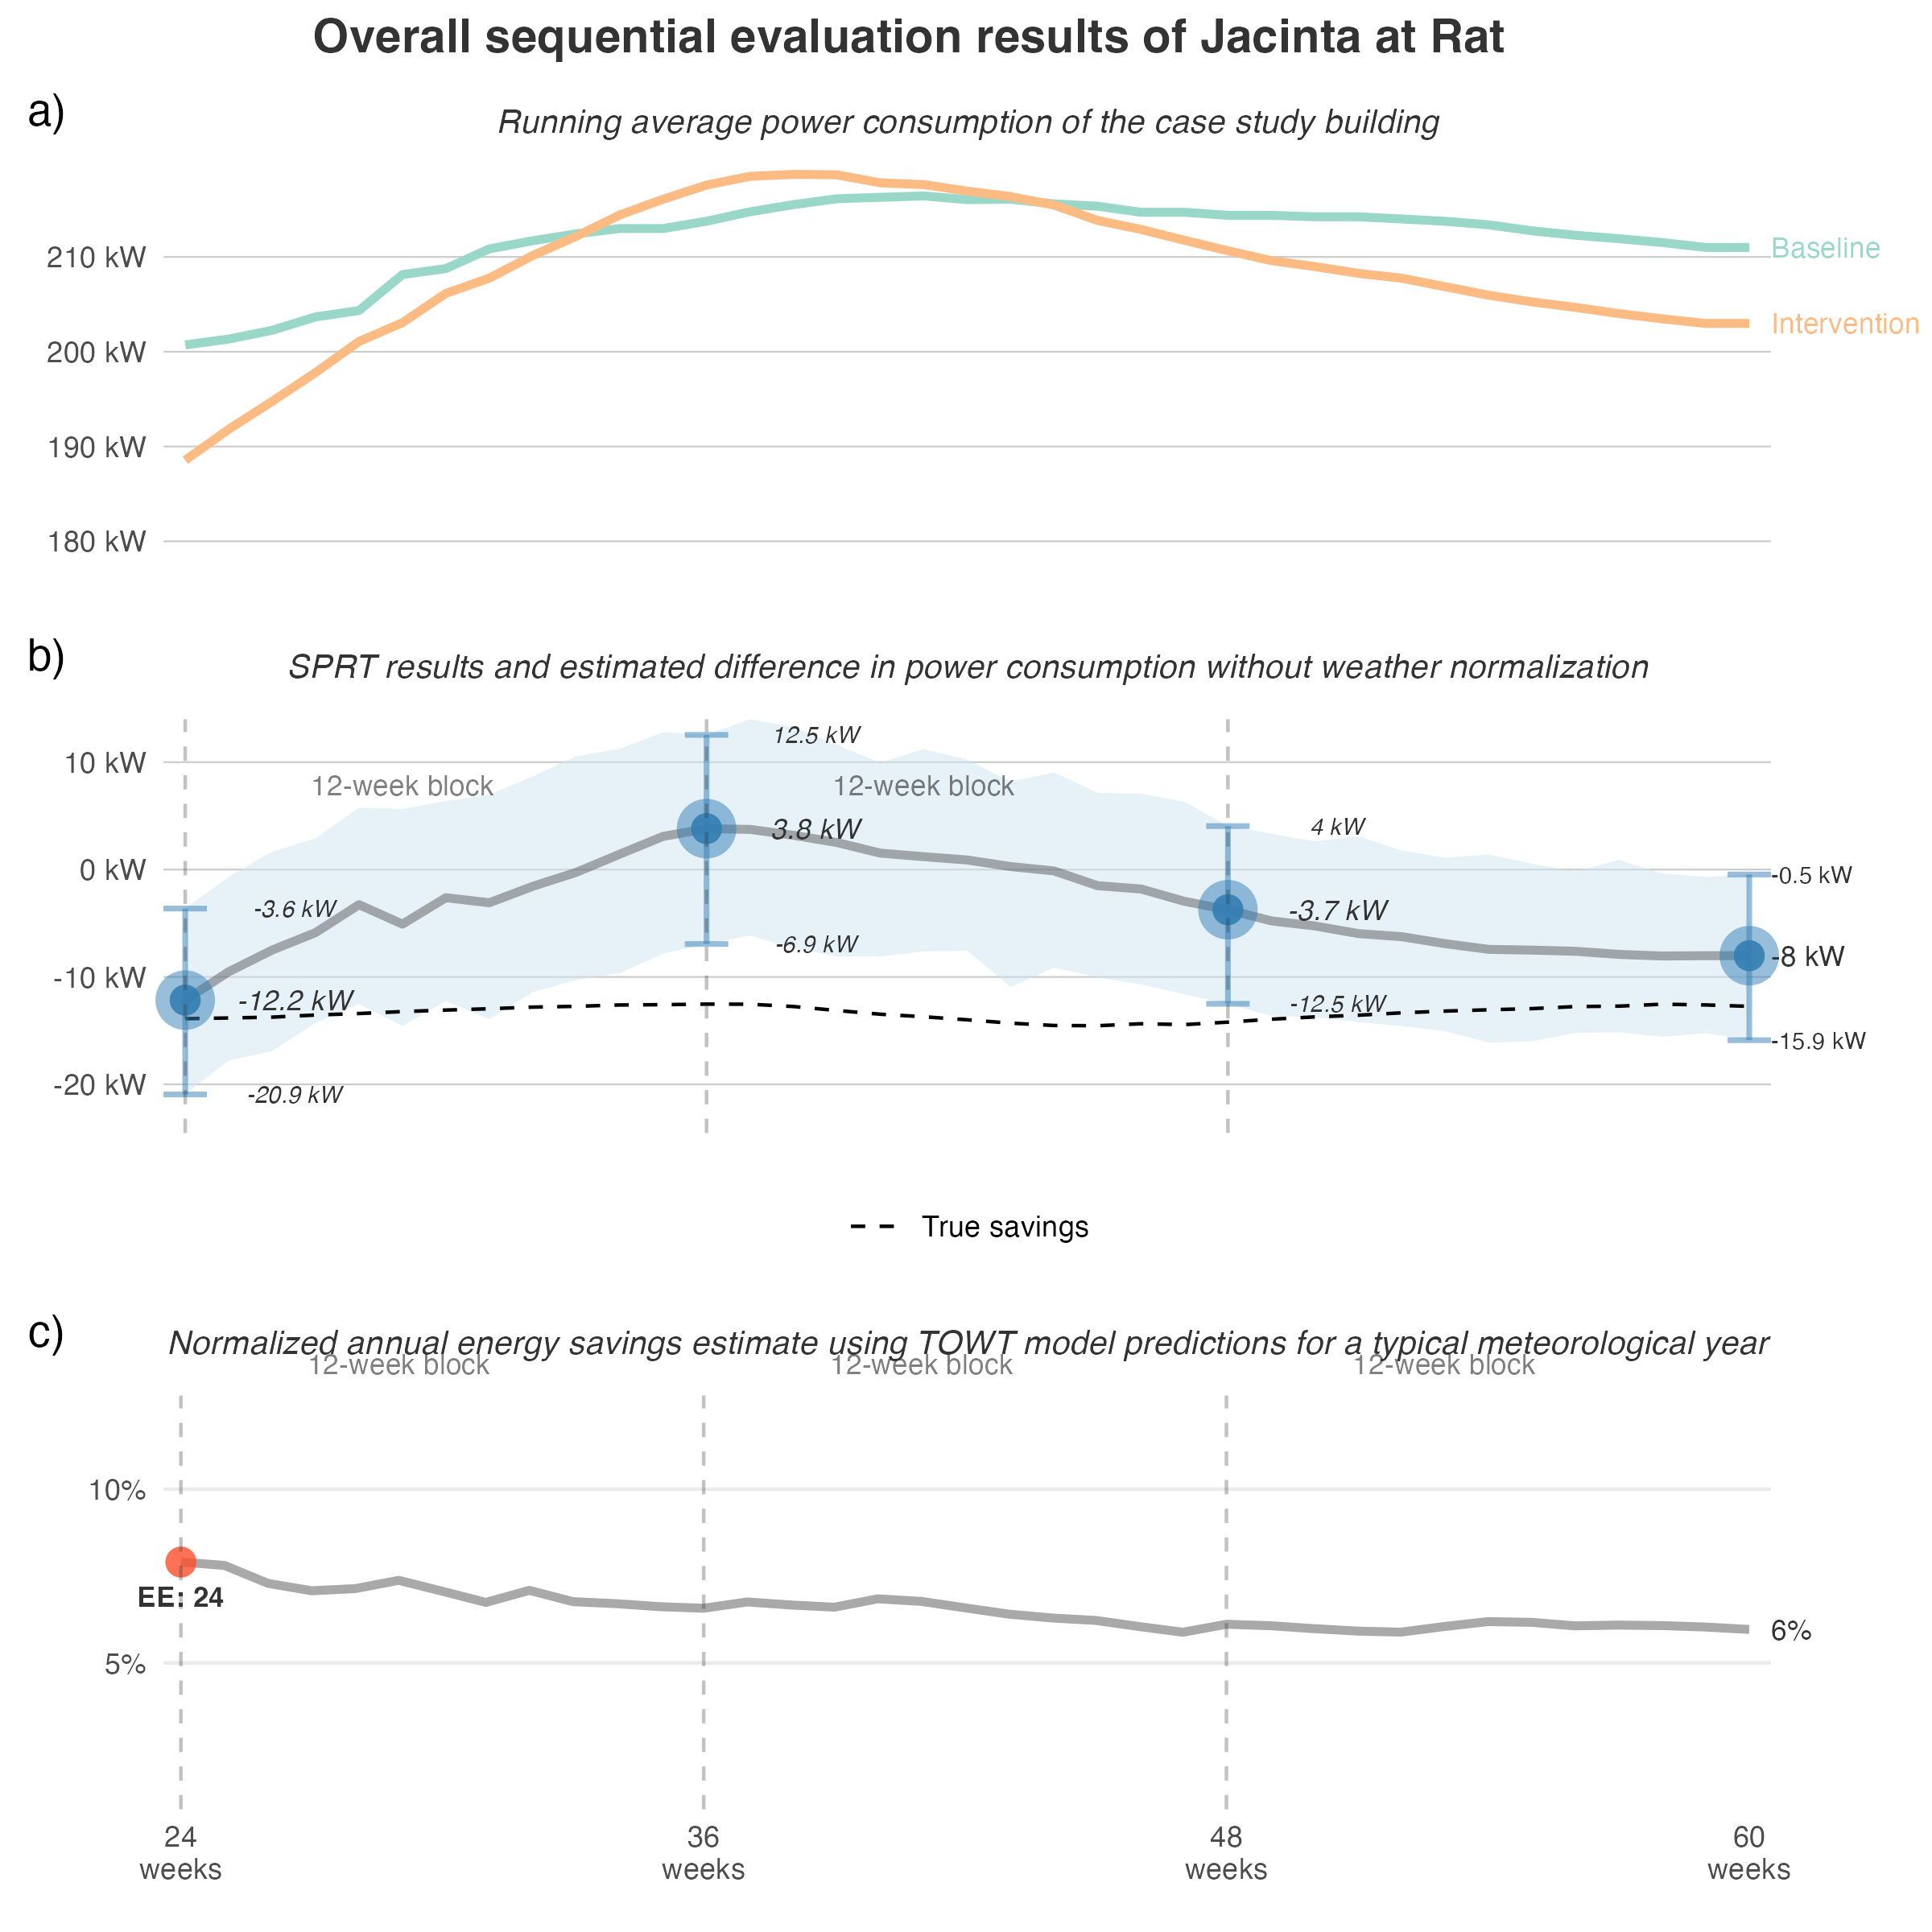 Overall sequential evaluation results of Jacinta at Rat
a)
Running average power consumption of the case study building
210 kW
200 kW
190 kW
180 kW
Baseline
Intervention
b)
SPRT results and estimated difference in power consumption without weather normalization
10 kW
0 kW
-10 kW
-20 kW
12-week block
12-week block
-3.6 kW
-12.2 kW
-20.9 kW
12.5 kW
3.8 kW
-6.9 kW
4 kW
-3.7 kW
-12.5 kW
-0.5 kW
-8 kW
-15.9 kW
True savings
c)
Normalized annual energy savings estimate using TOWT model predictions for a typical meteorological year
12-week block
12-week block
12-week block
10%
5%
EE: 24
6%
24
weeks
36
weeks
48
weeks
60
weeks